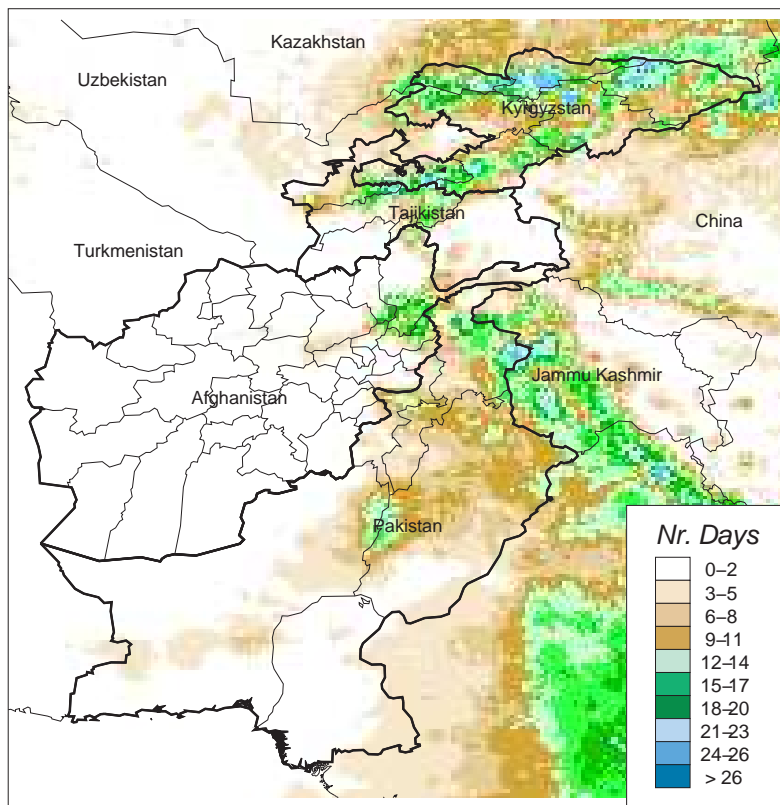 Kazakhstan
Uzbekistan
Kyrgyzstan
Tajikistan
China
Turkmenistan
Jammu Kashmir
Afghanistan
Pakistan
Nr. Days
0–2
3–5
6–8
9–11
12–14
15–17
18–20
21–23
24–26
> 26